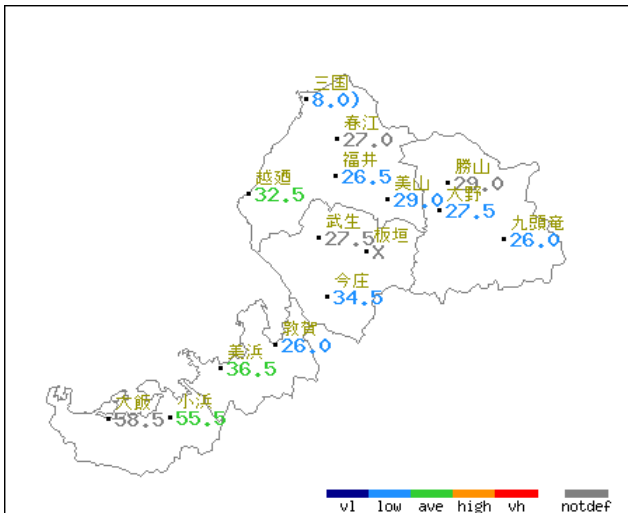 三国
8.0)
春江
27.0
福井
26.5
勝山
29.0
越廼
32.5
美山
29.0
大野
27.5
武生
27.5
板垣
X
九頭竜
26.0
今庄
34.5
敦賀
26.0
美浜
36.5
大飯
58.5
小浜
55.5
vl low ave high vh notdef